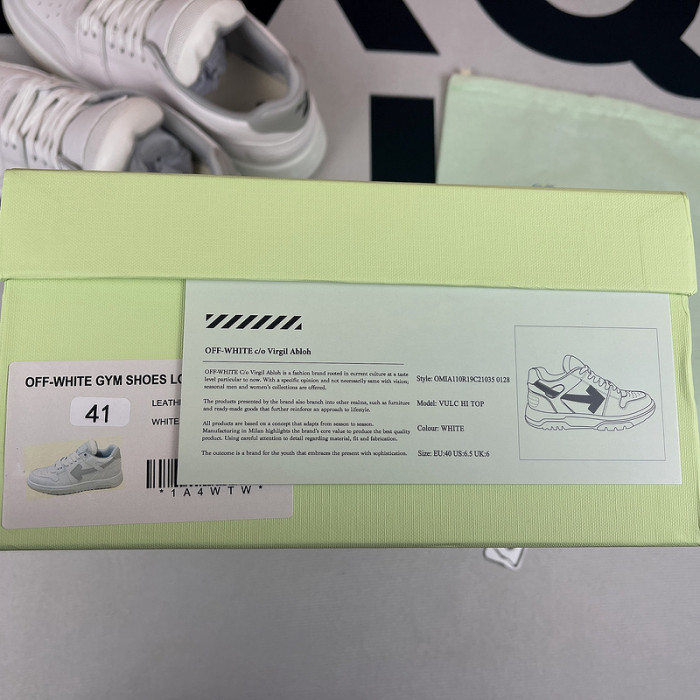 OFF-WHITE c/o Virgil Abloh
OFF-WHITE C/o Virgil Abloh is a fashion brand rooted in current culture at a taste
level particular to now. With a specific opinion and not necessarily same with vision,
seasonal men and women's collections are offered.
The products presented by the brand also branch into other realms, such as furniture
and ready-made goods that further reinforce an approach to lifestyle.
All products are based on a concept that adapts from season to season.
Manufacturing in Milan highlights the brand's core value to produce the best quality
product. Using careful attention to detail regarding material, fit and fabrication.
The outcome is a brand for the youth that embraces the present with sophistication.
Style: OMIA110R19C21035 0128
Model: VULC HI TOP
Colour: WHITE
Size: EU:40 US:6.5 UK:6
OFF-WHITE GYM SHOES LO
41
LEATHE
WHITE
*1A4WTW*